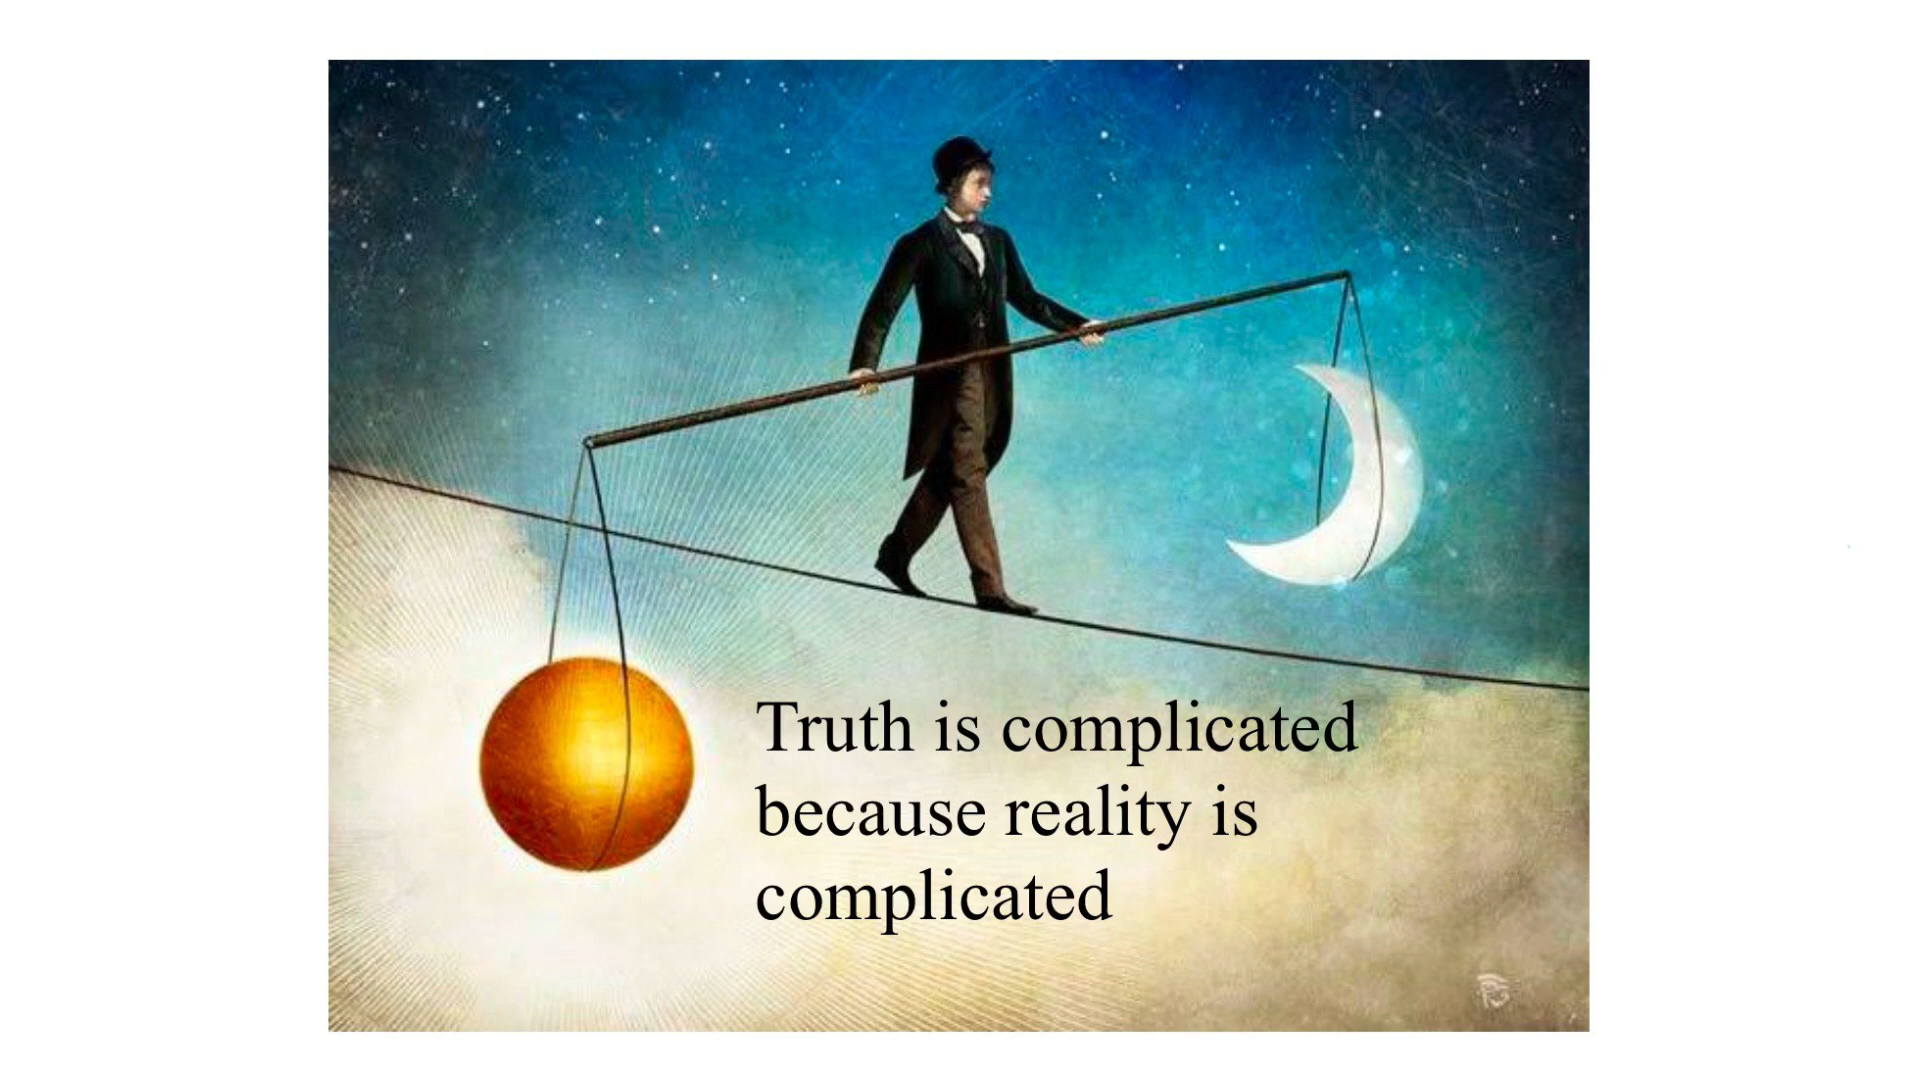 Truth is complicated
because reality is
complicated